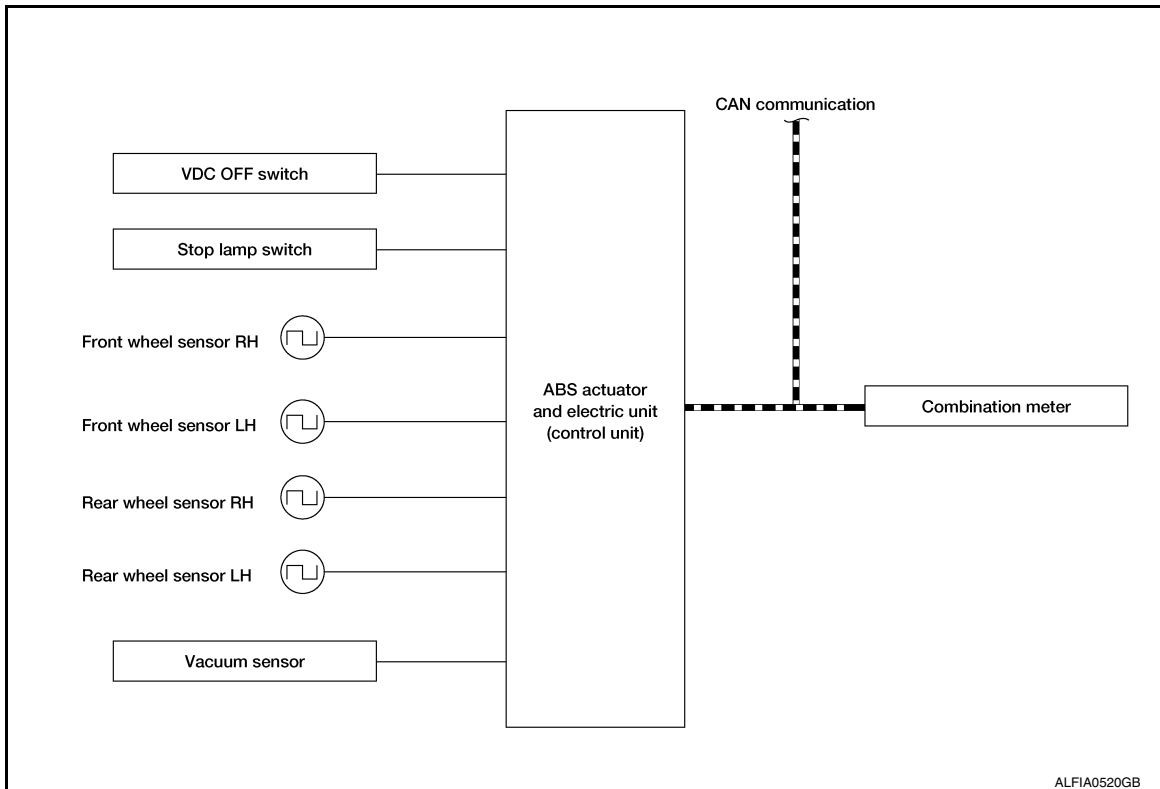 CAN communication
VDC OFF switch
Stop lamp switch
Front wheel sensor RH
Front wheel sensor LH
Rear wheel sensor RH
Rear wheel sensor LH
Vacuum sensor
ABS actuator
and electric unit
(control unit)
Combination meter
ALFIA0520GB